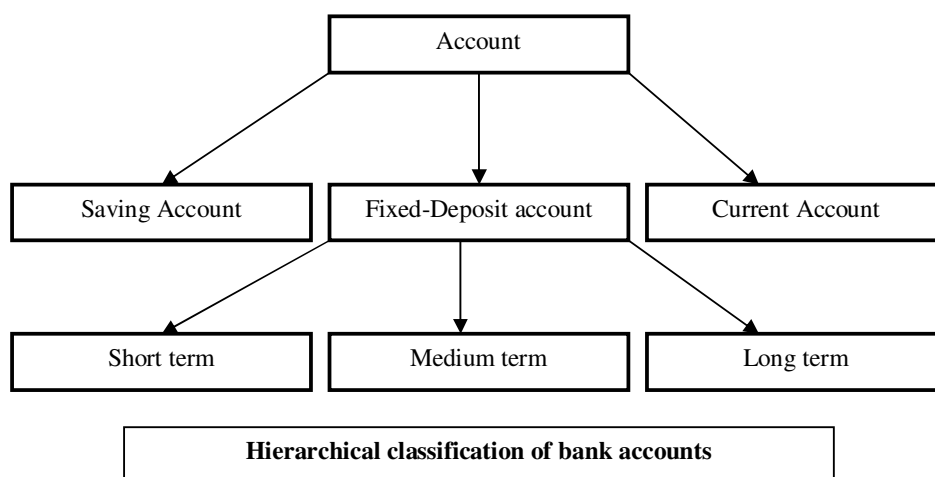 Account
Saving Account
Fixed-Deposit account
Current Account
Short term
Medium term
Long term
Hierarchical classification of bank accounts